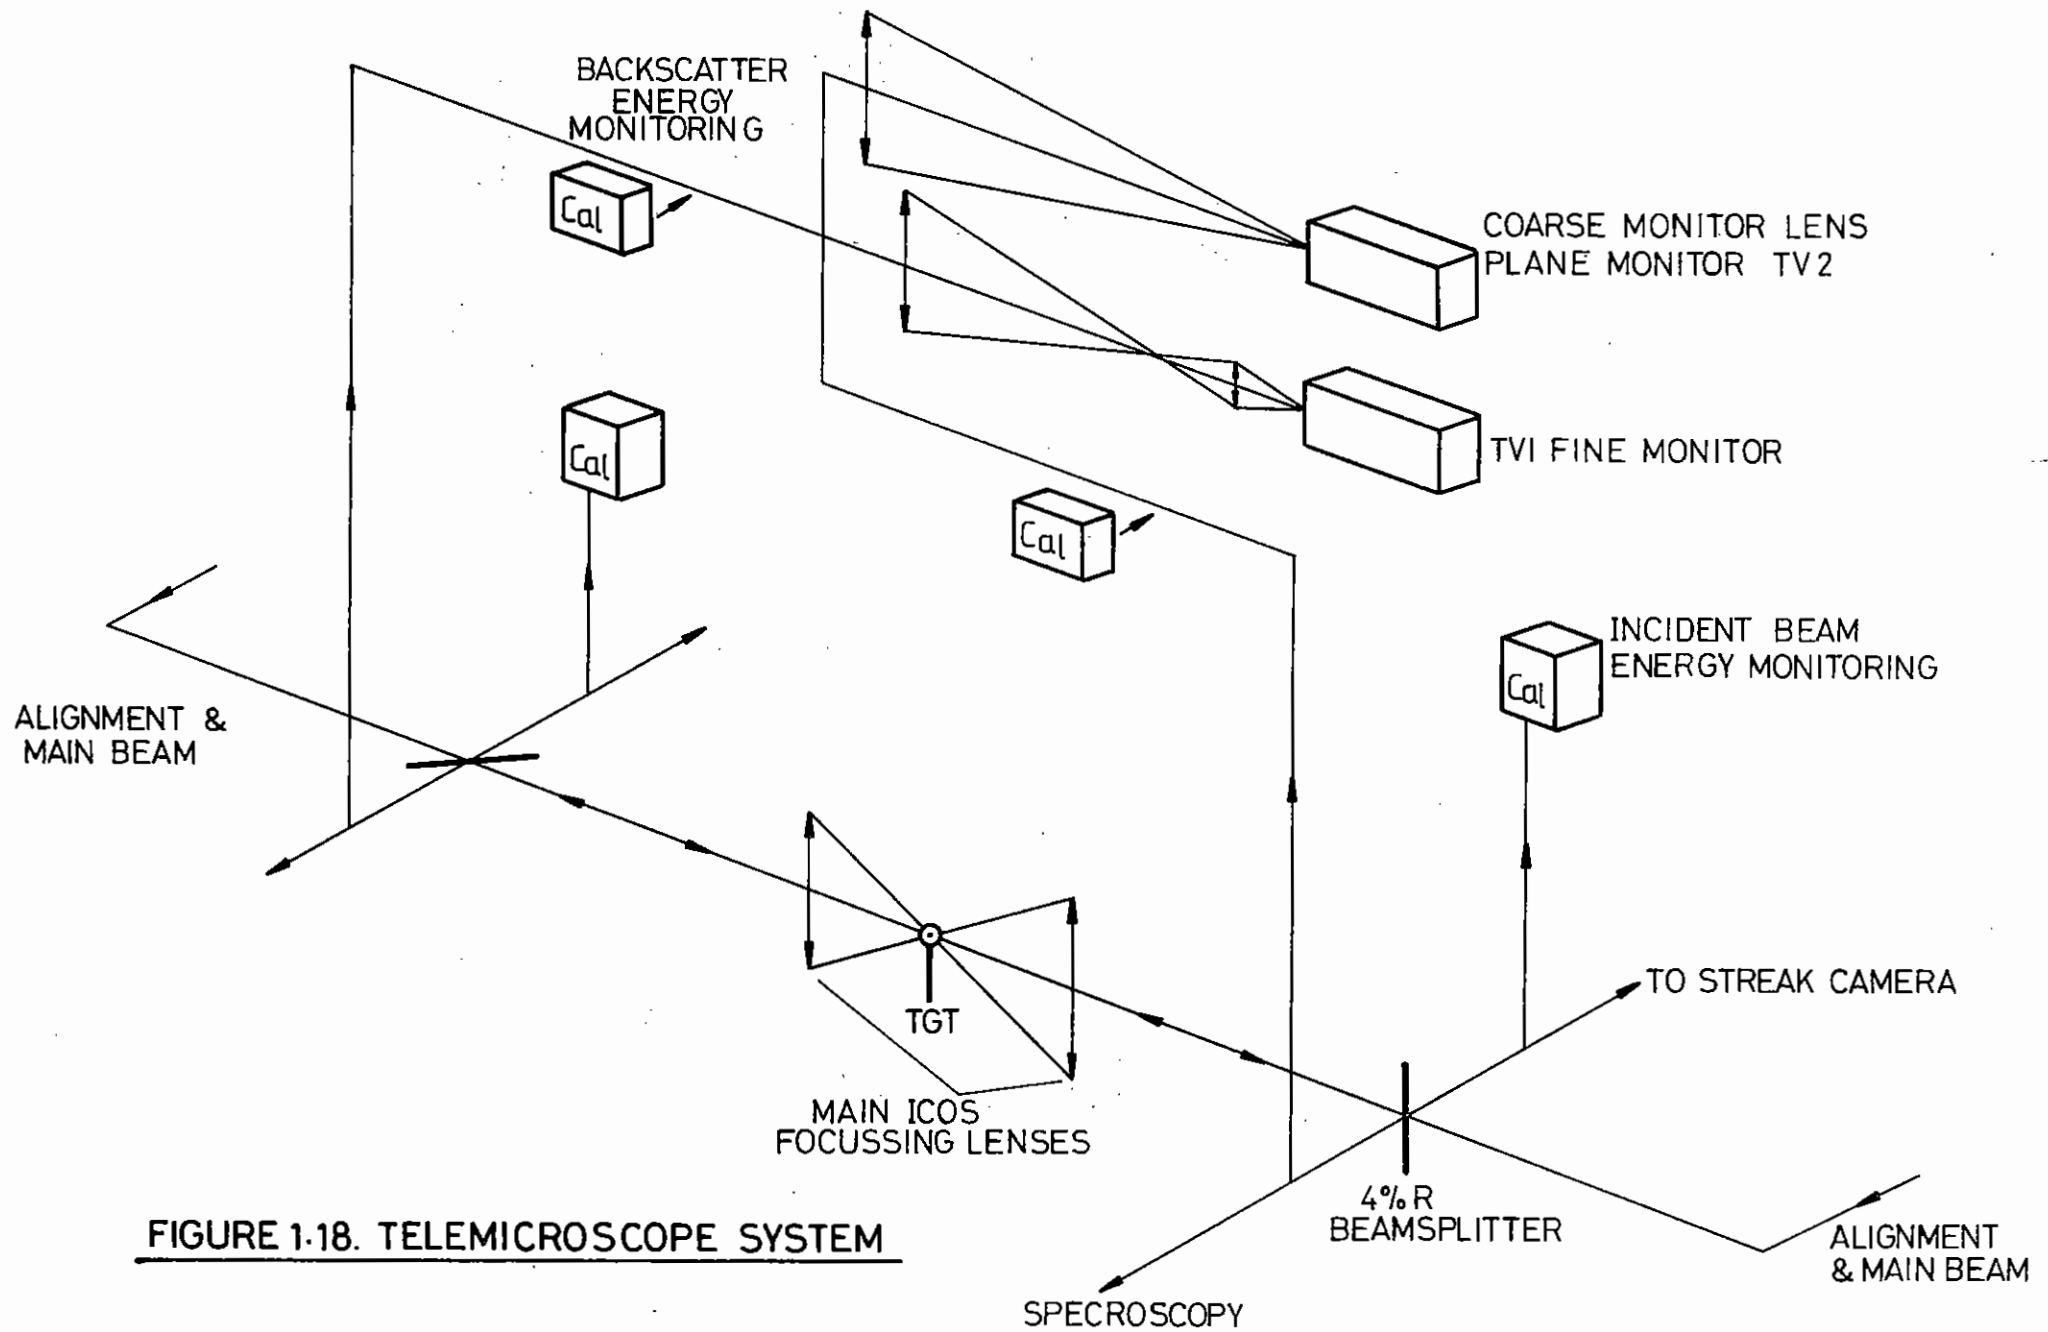 BACKSCATTER
ENERGY
MONITORING
Cal
COARSE MONITOR LENS
PLANE MONITOR TV2
Cal
TV1 FINE MONITOR
Cal
INCIDENT BEAM
ENERGY MONITORING
Cal
ALIGNMENT &
MAIN BEAM
TO STREAK CAMERA
TGT
MAIN ICOS
FOCUSSING LENSES
4%R
BEAMSPLITTER
ALIGNMENT
& MAIN BEAM
FIGURE 1.18. TELEMICROSCOPE SYSTEM
SPECROSCOPY